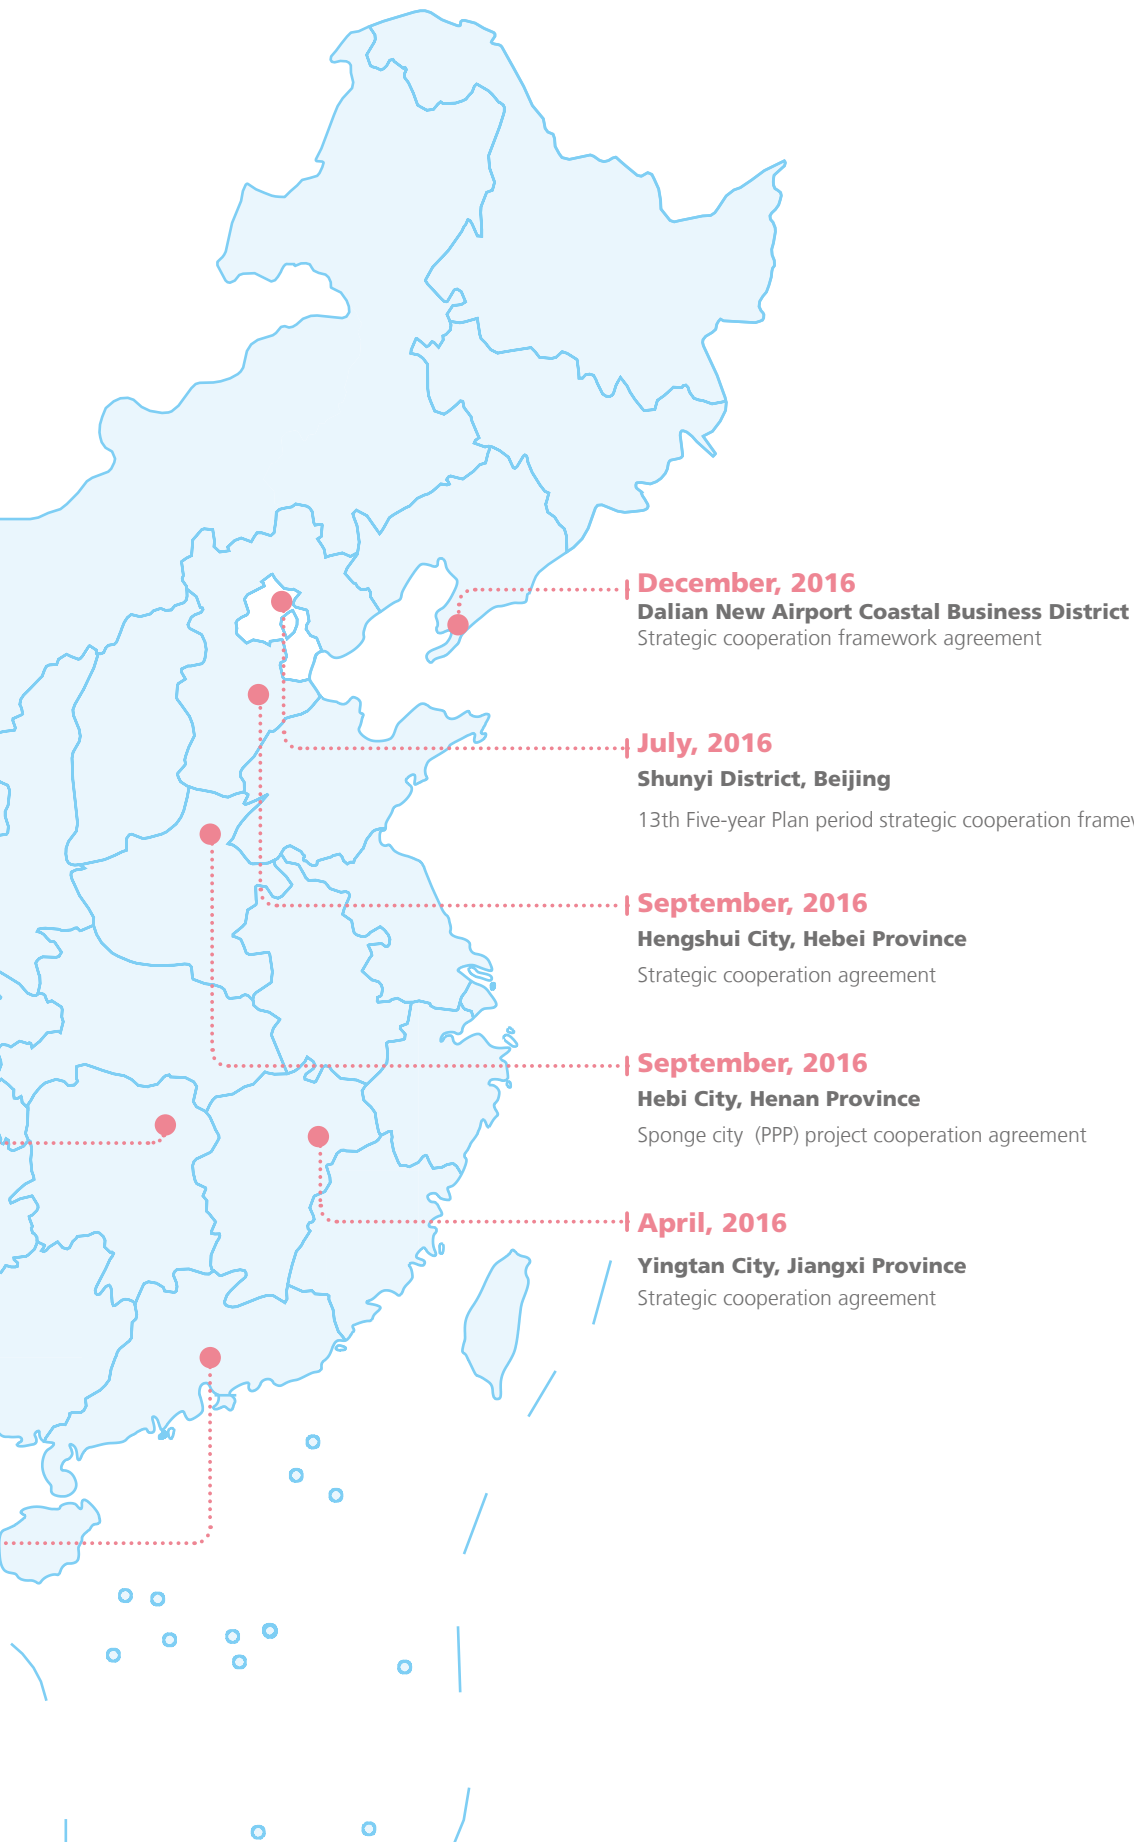 December, 2016
Dalian New Airport Coastal Business District
Strategic cooperation framework agreement
July, 2016
Shunyi District, Beijing
13th Five-year Plan period strategic cooperation
September, 2016
Hengshui City, Hebei Province
Strategic cooperation agreement
September, 2016
Hebi City, Henan Province
Sponge city (PPP) project cooperation agreement
April, 2016
Yingtan City, Jiangxi Province
Strategic cooperation agreement